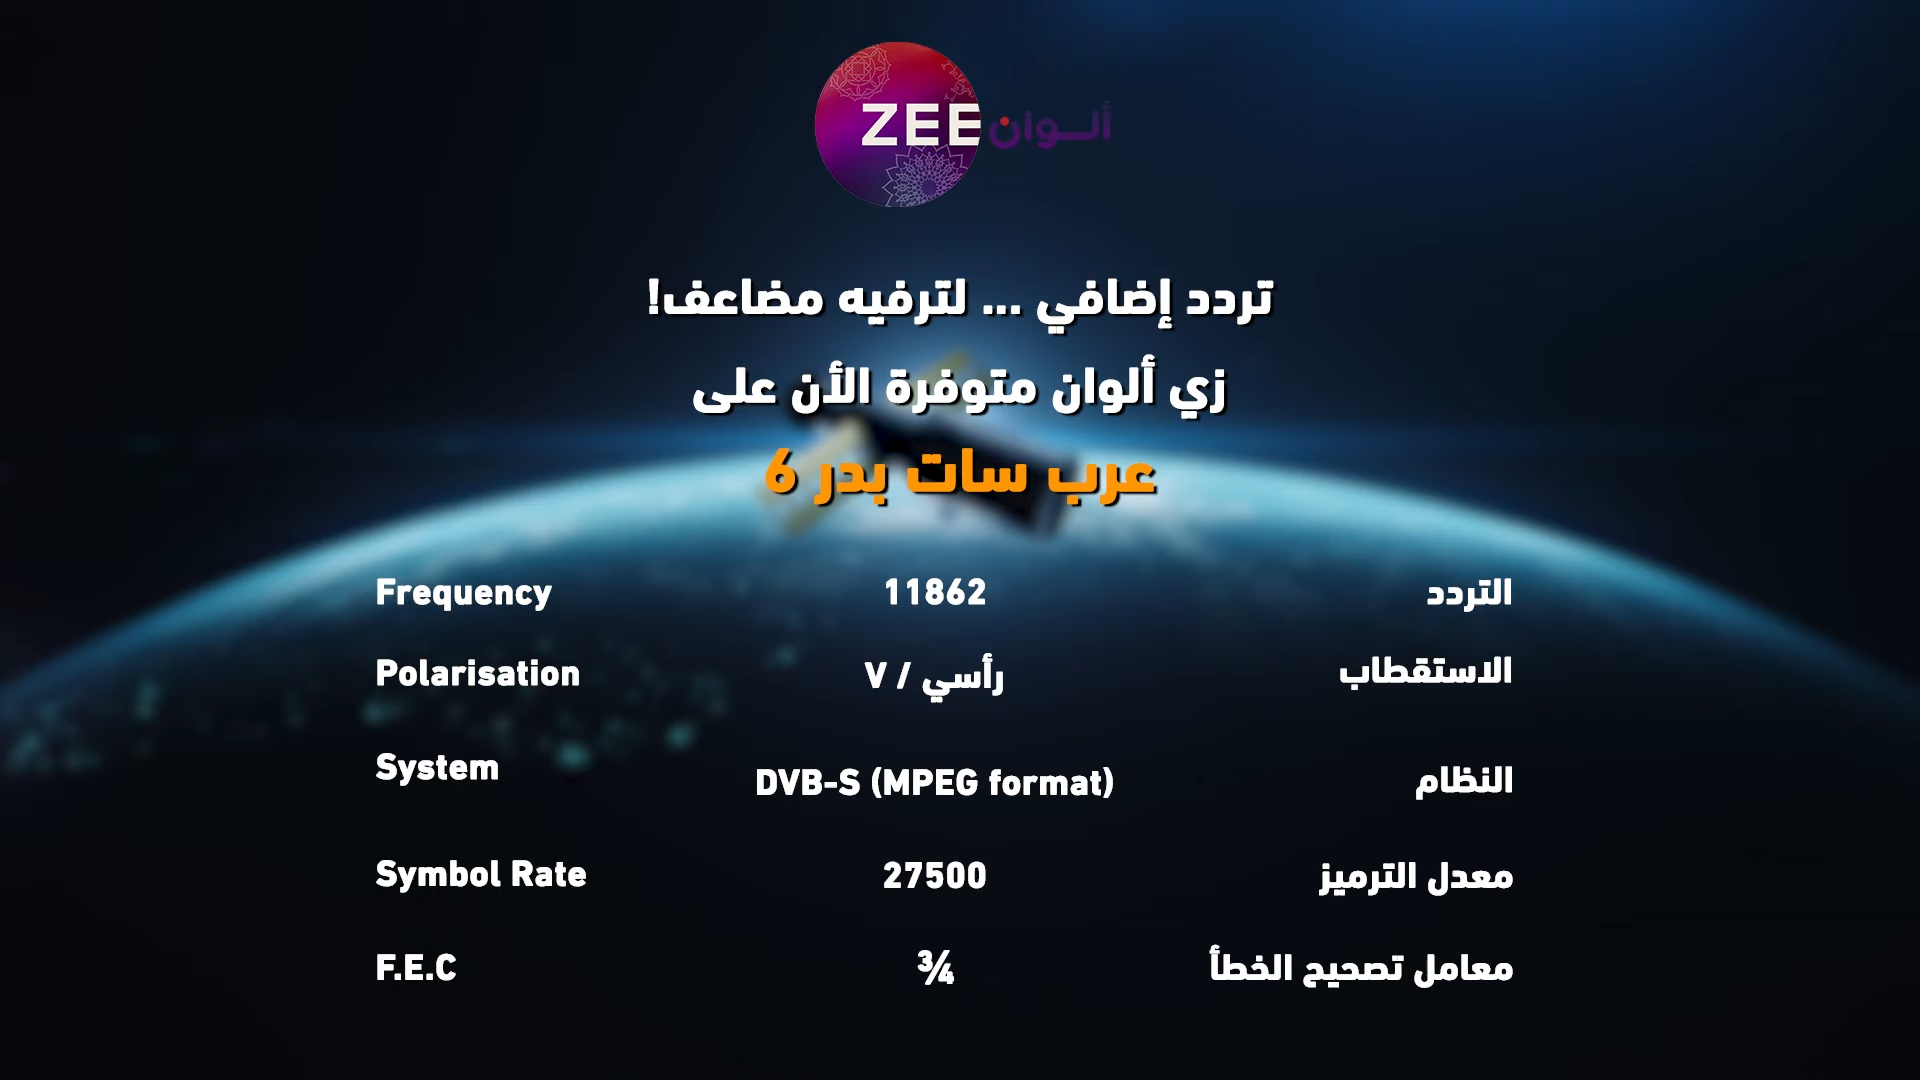 ZEE ألوان
تردد إضافي ... لترفيه مضاعف!
زي ألوان متوفرة الأن على
عرب سات بدر 6
Frequency 11862 التردد
Polarisation رأسي / V الاستقطاب
System DVB-S (MPEG format) النظام
Symbol Rate 27500 معدل الترميز
F.E.C ¾ معامل تصحيح الخطأ